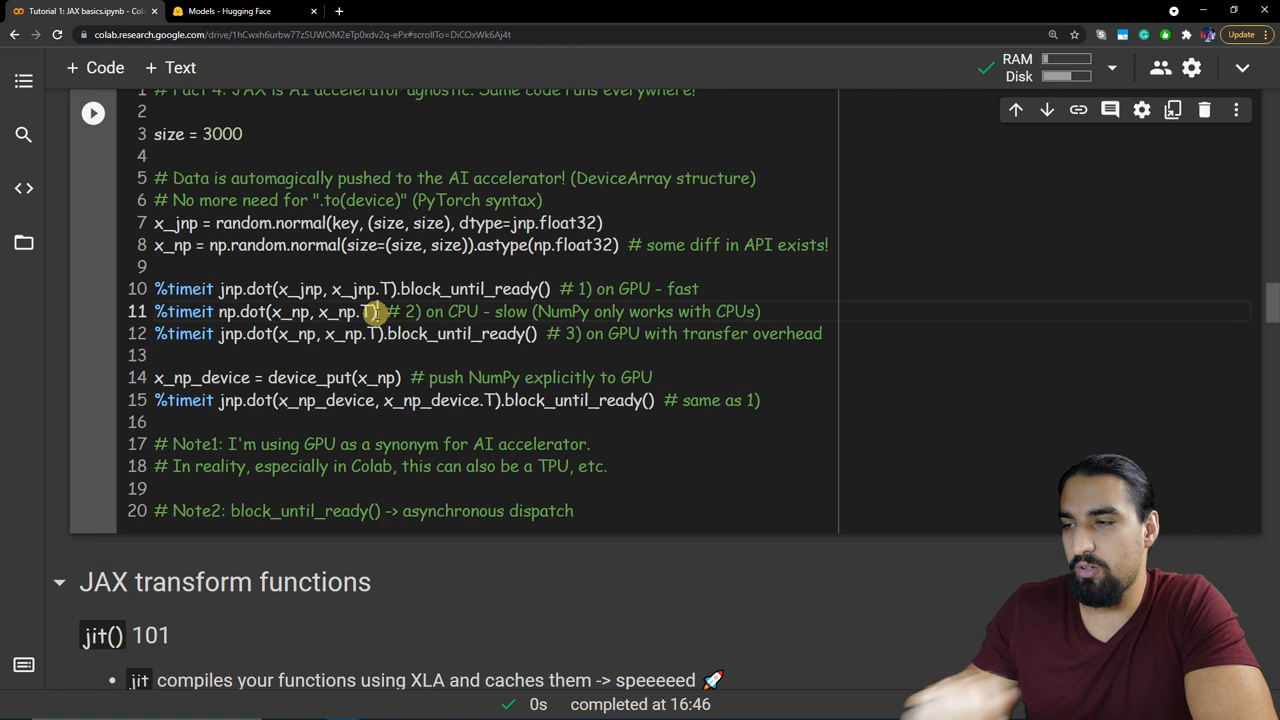 Tutorial 1: JAX basics.ipynb - Cola
Models - Hugging Face
colab.research.google.com/drive/1hCwxh6urbw77zSUWOM2eTp0xdv2q-ePx#scrollTo=DiCOxWk6Aj4t
Update
+ Code + Text
RAM
Disk
1 # Fact 4: JAX is AI accelerator agnostic. Same code runs everywhere!
2
3 size = 3000
4
5 # Data is automagically pushed to the AI accelerator! (DeviceArray structure)
6 # No more need for ".to(device)" (PyTorch syntax)
7 x_jnp = random.normal(key, (size, size), dtype=jnp.float32)
8 x_np = np.random.normal(size=(size, size)).astype(np.float32) # some diff in API exists!
9
10 %timeit jnp.dot(x_jnp, x_jnp.T).block_until_ready() # 1) on GPU - fast
11 %timeit np.dot(x_np, x_np.T) # 2) on CPU - slow (NumPy only works with CPUs)
12 %timeit jnp.dot(x_np, x_np.T).block_until_ready() # 3) on GPU with transfer overhead
13
14 x_np_device = device_put(x_np) # push NumPy explicitly to GPU
15 %timeit jnp.dot(x_np_device, x_np_device.T).block_until_ready() # same as 1)
16
17 # Note1: I'm using GPU as a synonym for AI accelerator.
18 # In reality, especially in Colab, this can also be a TPU, etc.
19
20 # Note2: block_until_ready() -> asynchronous dispatch
JAX transform functions
jit() 101
• jit compiles your functions using XLA and caches them -> speeeeed 🚀
0s completed at 16:46